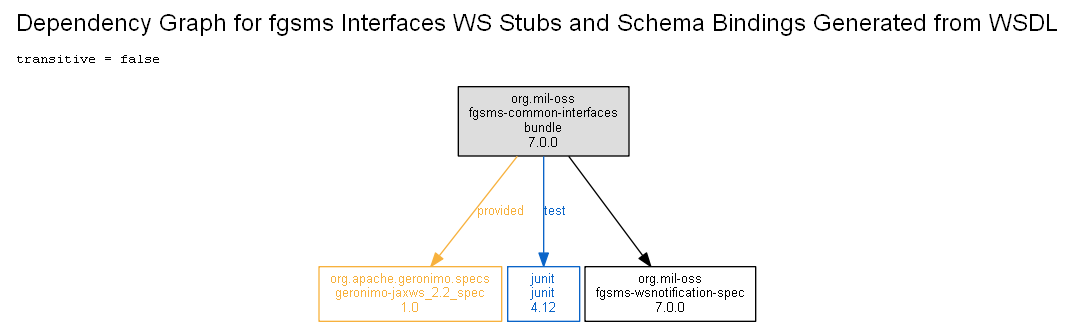 Dependency Graph for fgsms Interfaces WS Stubs and Schema Bindings Generated from WSDL
transitive = false
org.mil-oss
fgsms-common-interfaces
bundle
7.0.0
provided
test
org.apache.geronimo.specs
geronimo-jaxws_2.2_spec
1.0
junit
junit
4.12
org.mil-oss
fgsms-wsnotification-spec
7.0.0